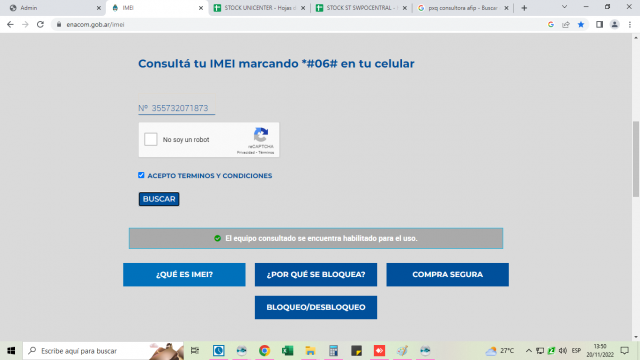 Admin
IMEI
STOCK UNICENTER - Hojas d
STOCK ST SWPOCENTRAL -
psq consultora afip - Buscar
enacom.gob.ar/imei
Consultá tu IMEI marcando *#06# en tu celular
Nº 355732071873
No soy un robot
reCAPTCHA
Privacidad - Términos
ACEPTO TERMINOS Y CONDICIONES
BUSCAR
El equipo consultado se encuentra habilitado para el uso.
¿QUÉ ES IMEI?
¿POR QUÉ SE BLOQUEA?
COMPRA SEGURA
BLOQUEO/DESBLOQUEO
Escribe aquí para buscar
27°C
ESP
13:50
20/11/2022